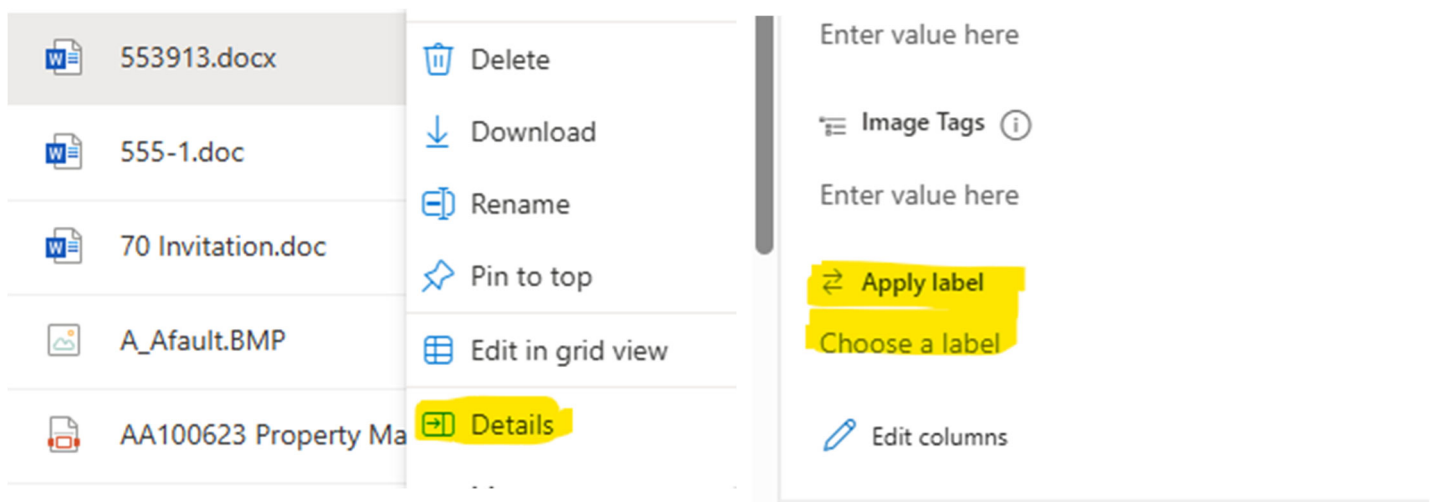 553913.docx
555-1.doc
70 Invitation.doc
A_Afault.BMP
AA100623 Property Ma
Delete
Download
Rename
Pin to top
Edit in grid view
Details
Enter value here
Image Tags
Enter value here
Apply label
Choose a label
Edit columns